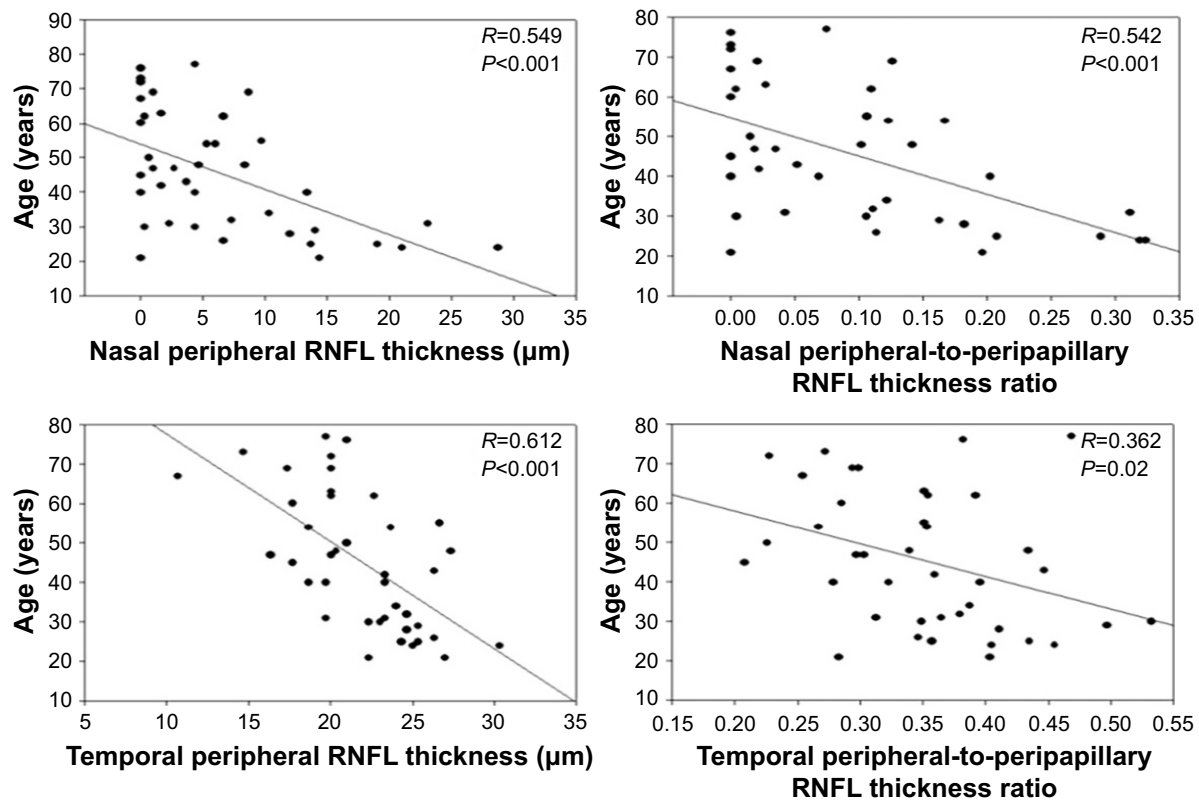 90
80
70
60
50
40
30
20
10
Age (years)
R=0.549
P<0.001
0 5 10 15 20 25 30 35
Nasal peripheral RNFL thickness (µm)
80
70
60
50
40
30
20
10
Age (years)
R=0.542
P<0.001
0.00 0.05 0.10 0.15 0.20 0.25 0.30 0.35
Nasal peripheral-to-peripapillary
RNFL thickness ratio
80
70
60
50
40
30
20
10
Age (years)
R=0.612
P<0.001
5 10 15 20 25 30 35
Temporal peripheral RNFL thickness (µm)
80
70
60
50
40
30
20
10
Age (years)
R=0.362
P=0.02
0.15 0.20 0.25 0.30 0.35 0.40 0.45 0.50 0.55
Temporal peripheral-to-peripapillary
RNFL thickness ratio